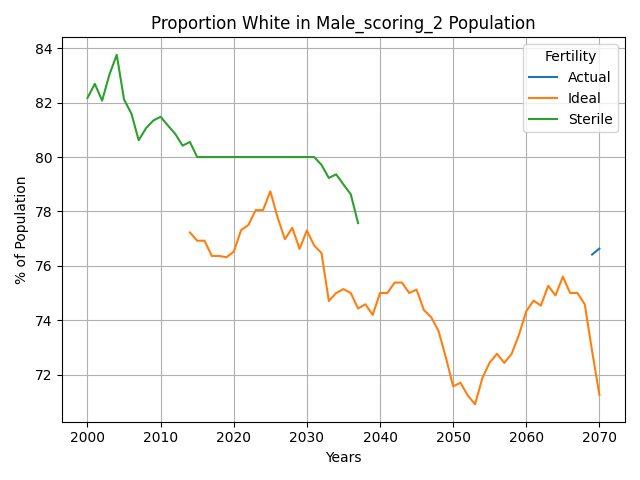 Proportion White in Male_scoring_2 Population
% of Population
84
82
80
78
76
74
72
Fertility
Actual
Ideal
Sterile
2000 2010 2020 2030 2040 2050 2060 2070
Years